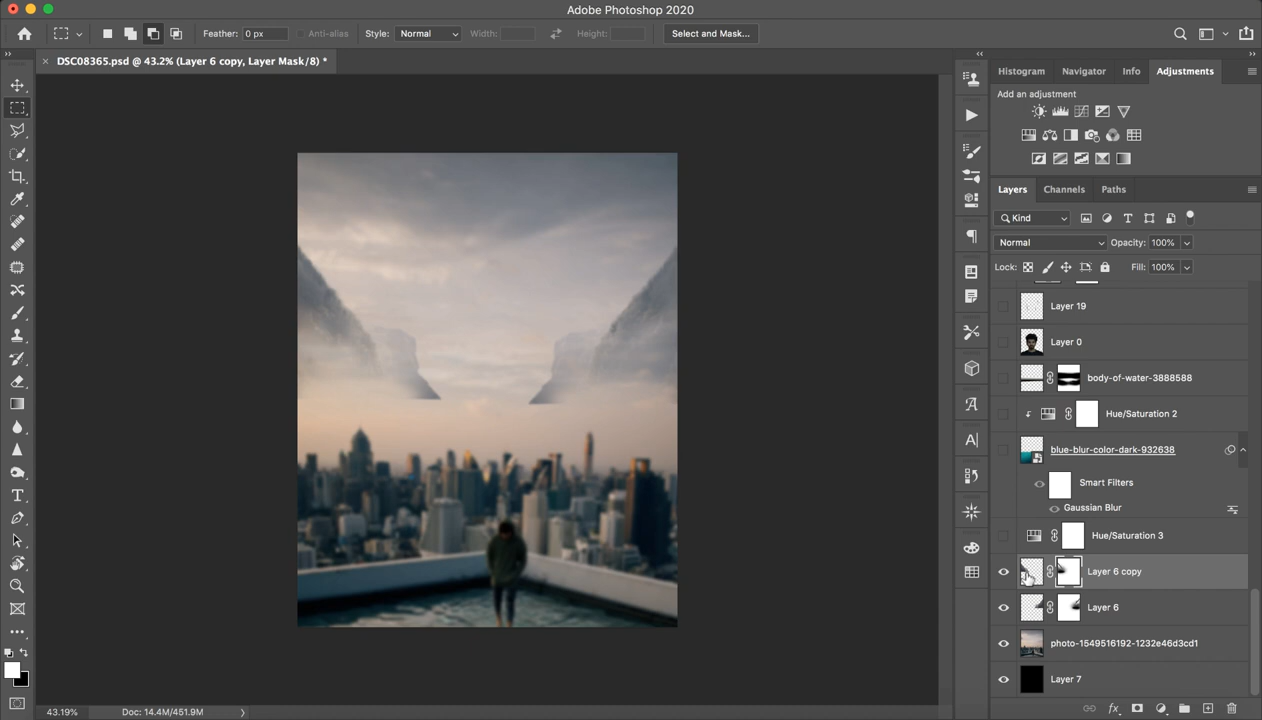 Adobe Photoshop 2020
Feather: 0 px Anti-alias Style: Normal Width: Height: Select and Mask...
DSC08365.psd @ 43.2% (Layer 6 copy, Layer Mask/8) *
Histogram Navigator Info Adjustments
Add an adjustment
Layers Channels Paths
Kind
Normal Opacity: 100%
Lock: Fill: 100%
Layer 19
Layer 0
body-of-water-3888588
Hue/Saturation 2
blue-blur-color-dark-932638
Smart Filters
Gaussian Blur
Hue/Saturation 3
Layer 6 copy
Layer 6
photo-1549516192-1232e46d3cd1
Layer 7
43.19% Doc: 14.4M/451.9M